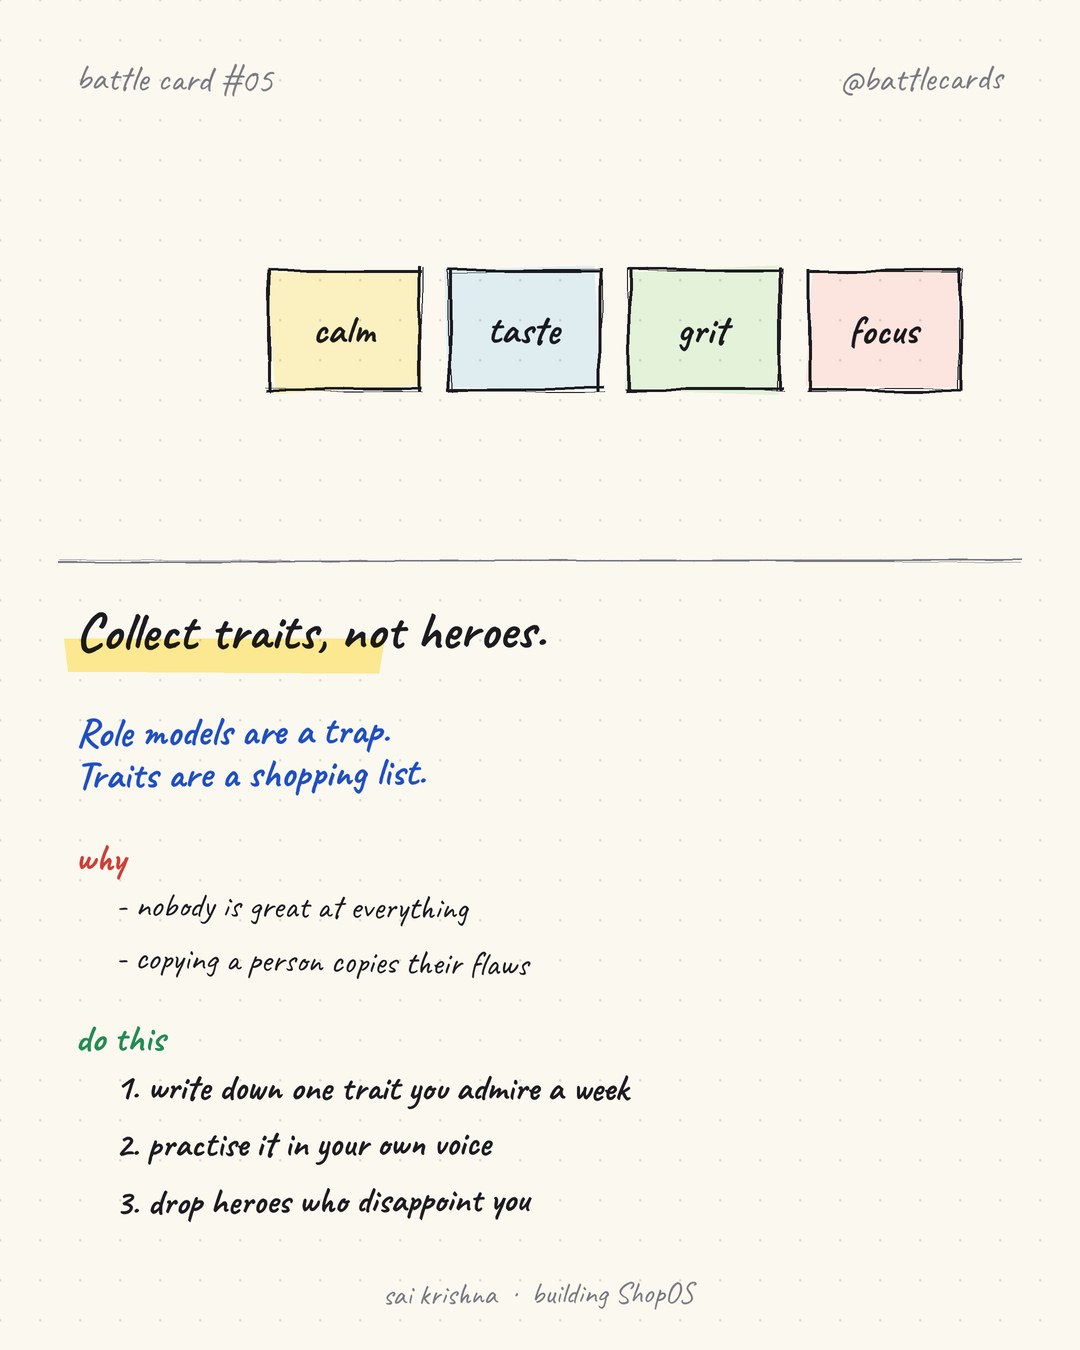 battle card #05
@battlecards
calm
taste
grit
focus
Collect traits, not heroes.
Role models are a trap.
Traits are a shopping list.
why
- nobody is great at everything
- copying a person copies their flaws
do this
1. write down one trait you admire a week
2. practise it in your own voice
3. drop heroes who disappoint you
sai krishna · building ShopOS